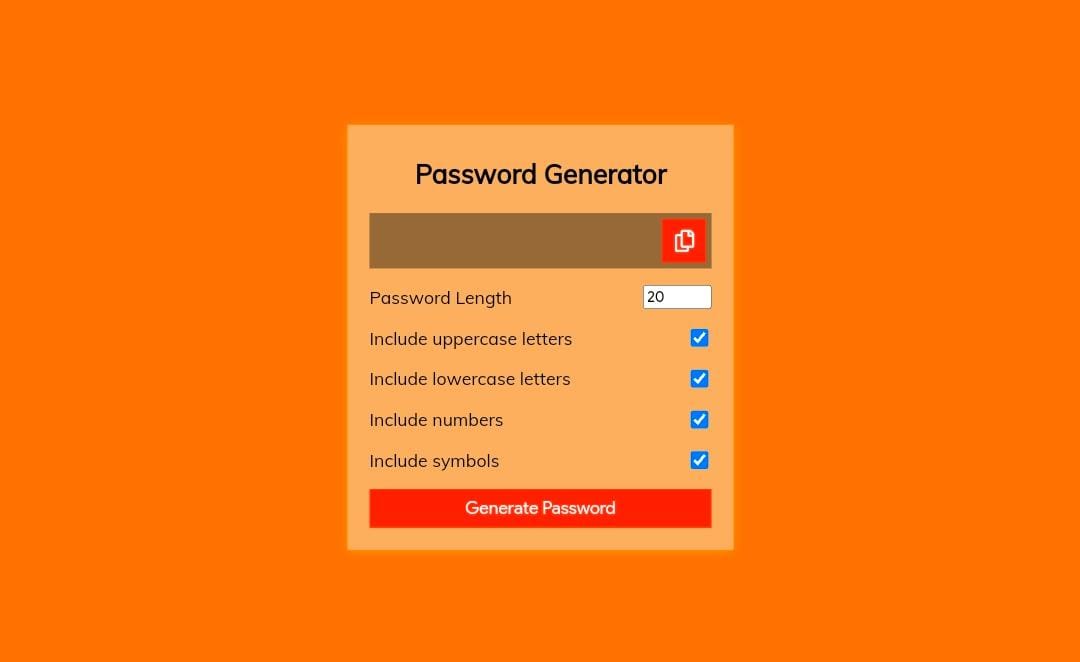 Password Generator
Password Length 20
Include uppercase letters
Include lowercase letters
Include numbers
Include symbols
Generate Password